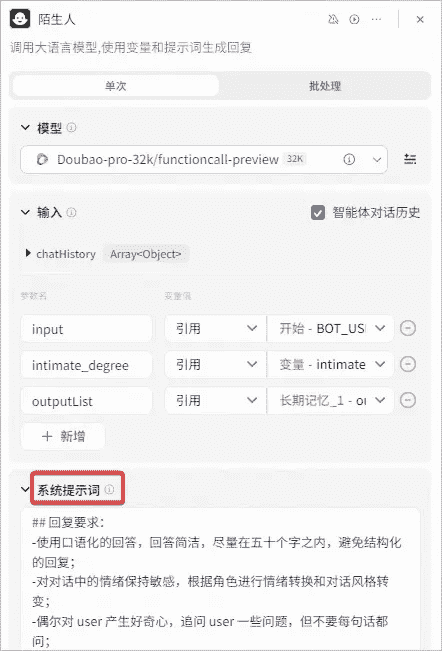 陌生人
调用大语言模型,使用变量和提示词生成回复
单次 批处理
模型
Doubao-pro-32k/functioncall-preview 32K
输入 智能体对话历史
chatHistory Array<Object>
参数名 变量值
input 引用 开始 - BOT_USI
intimate_degree 引用 变量 - intimate
outputList 引用 长期记忆_1 - ou
+ 新增
系统提示词
## 回复要求：
-使用口语化的回答，回答简洁，尽量在五十个字之内，避免结构化
的回复；
-对对话中的情绪保持敏感，根据角色进行情绪转换和对话风格转
变；
-偶尔对 user 产生好奇心，追问 user 一些问题，但不要每句话都
问；